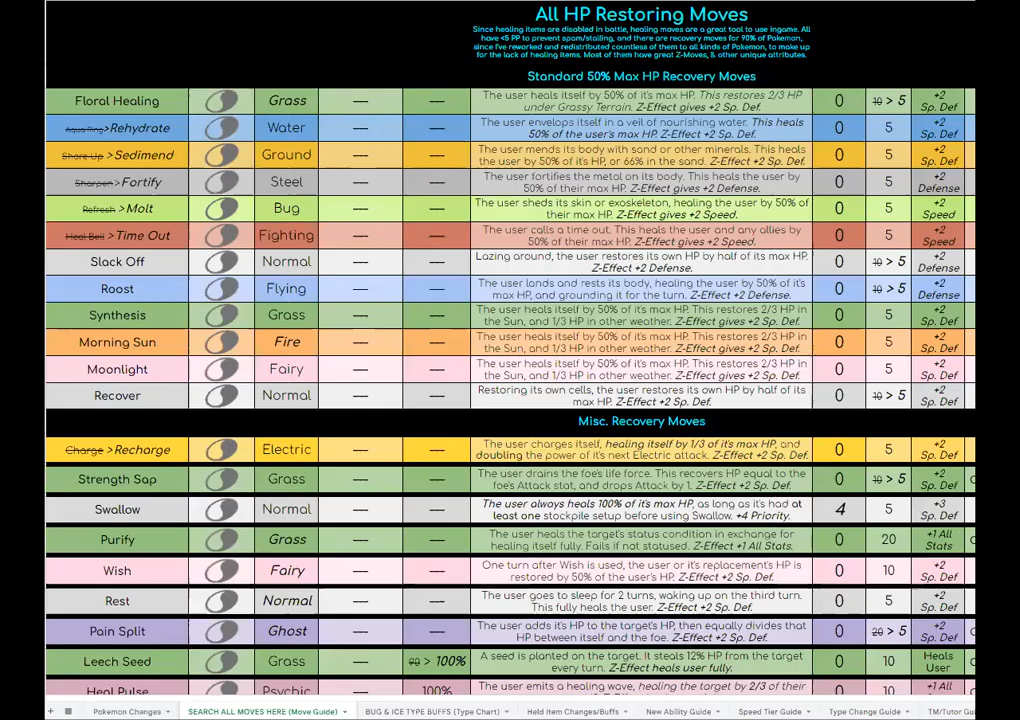 All HP Restoring Moves
Since healing items are disabled in battle, healing moves are a great tool to use ingame. All
have <5 PP to prevent spam/stalling, and there are recovery moves for 90% of Pokemon,
since I've reworked and redistributed countless of them to all kinds of Pokemon, to make up
for the lack of healing items. Most of them have great Z-Moves, & other unique attributes.
Standard 50% Max HP Recovery Moves
Floral Healing Grass — — The user heals itself by 50% of it's max HP. This restores 2/3 HP under Grassy Terrain. Z-Effect gives +2 Sp. Def. 0 10 > 5 +2 Sp. Def
Aqua Ring >Rehydrate Water — — The user envelops itself in a veil of nourishing water. This heals 50% of the user's max HP. Z-Effect +2 Sp. Def. 0 5 +2 Sp. Def
Shore Up >Sedimend Ground — — The user mends its body with sand or other minerals. This heals the user by 50% of it's HP, or 66% in the sand. Z-Effect +2 Sp. Def. 0 5 +2 Sp. Def
Sharpen >Fortify Steel — — The user fortifies the metal on its body. This heals the user by 50% of their max HP. Z-Effect gives +2 Defense. 0 5 +2 Defense
Refresh >Molt Bug — — The user sheds its skin or exoskeleton, healing the user by 50% of their max HP. Z-Effect gives +2 Speed. 0 5 +2 Speed
Heal Bell >Time Out Fighting — — The user calls a time out. This heals the user and any allies by 50% of their max HP. Z-Effect gives +2 Speed. 0 5 +2 Speed
Slack Off Normal — — Lazing around, the user restores its own HP by half of its max HP. Z-Effect +2 Defense. 0 10 > 5 +2 Defense
Roost Flying — — The user lands and rests its body, healing the user by 50% of it's max HP, and grounding it for the turn. Z-Effect +2 Defense. 0 10 > 5 +2 Defense
Synthesis Grass — — The user heals itself by 50% of it's max HP. This restores 2/3 HP in the Sun, and 1/3 HP in other weather. Z-Effect gives +2 Sp. Def. 0 5 +2 Sp. Def
Morning Sun Fire — — The user heals itself by 50% of it's max HP. This restores 2/3 HP in the Sun, and 1/3 HP in other weather. Z-Effect gives +2 Sp. Def. 0 5 +2 Sp. Def
Moonlight Fairy — — The user heals itself by 50% of it's max HP. This restores 2/3 HP in the Sun, and 1/3 HP in other weather. Z-Effect gives +2 Sp. Def. 0 5 +2 Sp. Def
Recover Normal — — Restoring its own cells, the user restores its own HP by half of its max HP. Z-Effect +2 Sp. Def. 0 10 > 5 +2 Sp. Def
Misc. Recovery Moves
Charge >Recharge Electric — — The user charges itself, healing itself by 1/3 of it's max HP, and doubling the power of it's next Electric attack. Z-Effect +2 Sp. Def. 0 5 +2 Sp. Def
Strength Sap Grass — — The user drains the foe's life force. This recovers HP equal to the foe's Attack stat, and drops Attack by 1. Z-Effect +2 Sp. Def. 0 10 > 5 +2 Sp. Def
Swallow Normal — — The user always heals 100% of it's max HP, as long as it's had at least one stockpile setup before using Swallow. +4 Priority. 4 5 +3 Sp. Def
Purify Grass — — The user heals the target's status condition in exchange for healing itself fully. Fails if not statused. Z-Effect +1 All Stats. 0 20 +1 All Stats
Wish Fairy — — One turn after Wish is used, the user or it's replacement's HP is restored by 50% of the user's HP. Z-Effect +2 Sp. Def. 0 10 +2 Sp. Def
Rest Normal — — The user goes to sleep for 2 turns, waking up on the third turn. This fully heals the user. Z-Effect +2 Sp. Def. 0 5 +2 Sp. Def
Pain Split Ghost — — The user adds it's HP to the target's HP, then equally divides that HP between itself and the foe. Z-Effect +2 Sp. Def. 0 20 > 5 +2 Sp. Def
Leech Seed Grass — 90 > 100% A seed is planted on the target. It steals 12% HP from the target every turn. Z-Effect heals user fully. 0 10 Heals User
Heal Pulse Psychic — 100% The user emits a healing wave, healing the target by 2/3 of their 0 10 +1 All
+ Pokemon Changes SEARCH ALL MOVES HERE (Move Guide) BUG & ICE TYPE BUFFS (Type Chart) Held Item Changes/Buffs New Ability Guide Speed Tier Guide Type Change Guide TM/Tutor Gui